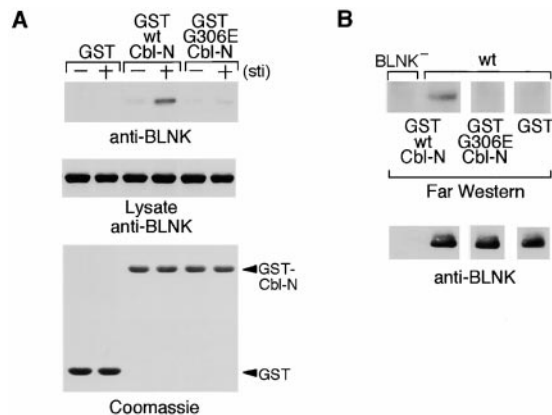 A
GST
GST wt Cbl-N
GST G306E Cbl-N
− + − + − + (sti)
anti-BLNK
Lysate
anti-BLNK
GST-Cbl-N
GST
Coomassie
B
BLNK−
wt
GST wt Cbl-N
GST G306E Cbl-N
GST
Far Western
anti-BLNK